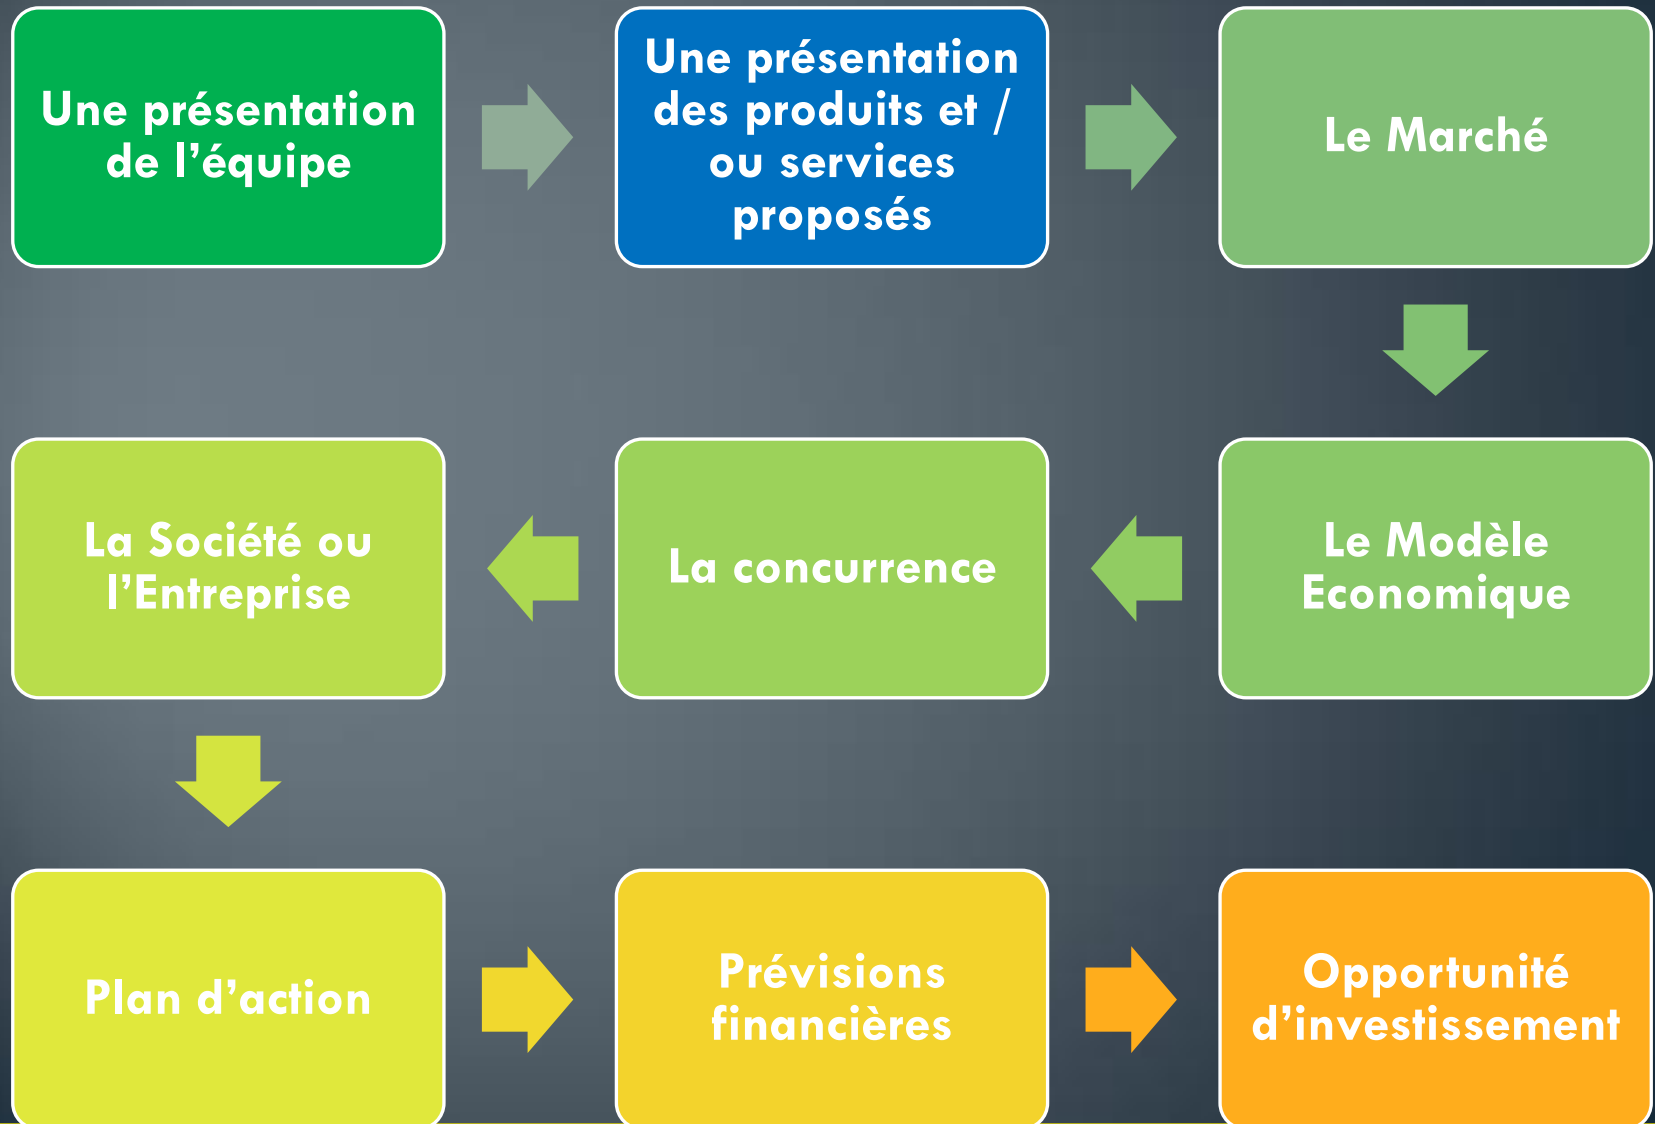 Une présentation
de l’équipe
Une présentation
des produits et /
ou services
proposés
Le Marché
Le Modèle
Economique
La concurrence
La Société ou
l’Entreprise
Plan d’action
Prévisions
financières
Opportunité
d’investissement